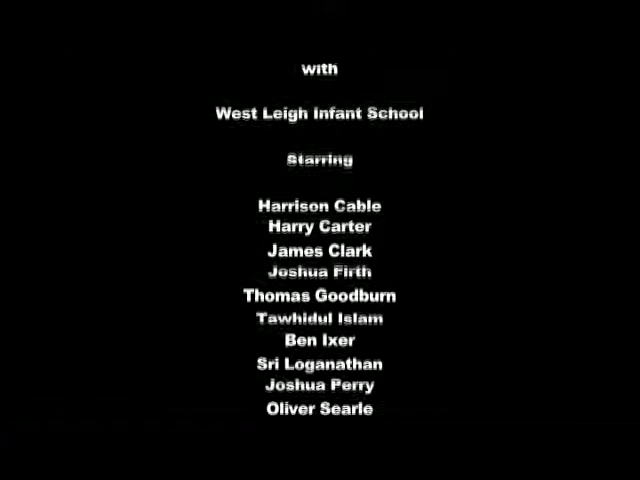 with
West Leigh Infant School
Starring
Harrison Cable
Harry Carter
James Clark
Joshua Firth
Thomas Goodburn
Tawhidul Islam
Ben Ixer
Sri Loganathan
Joshua Perry
Oliver Searle